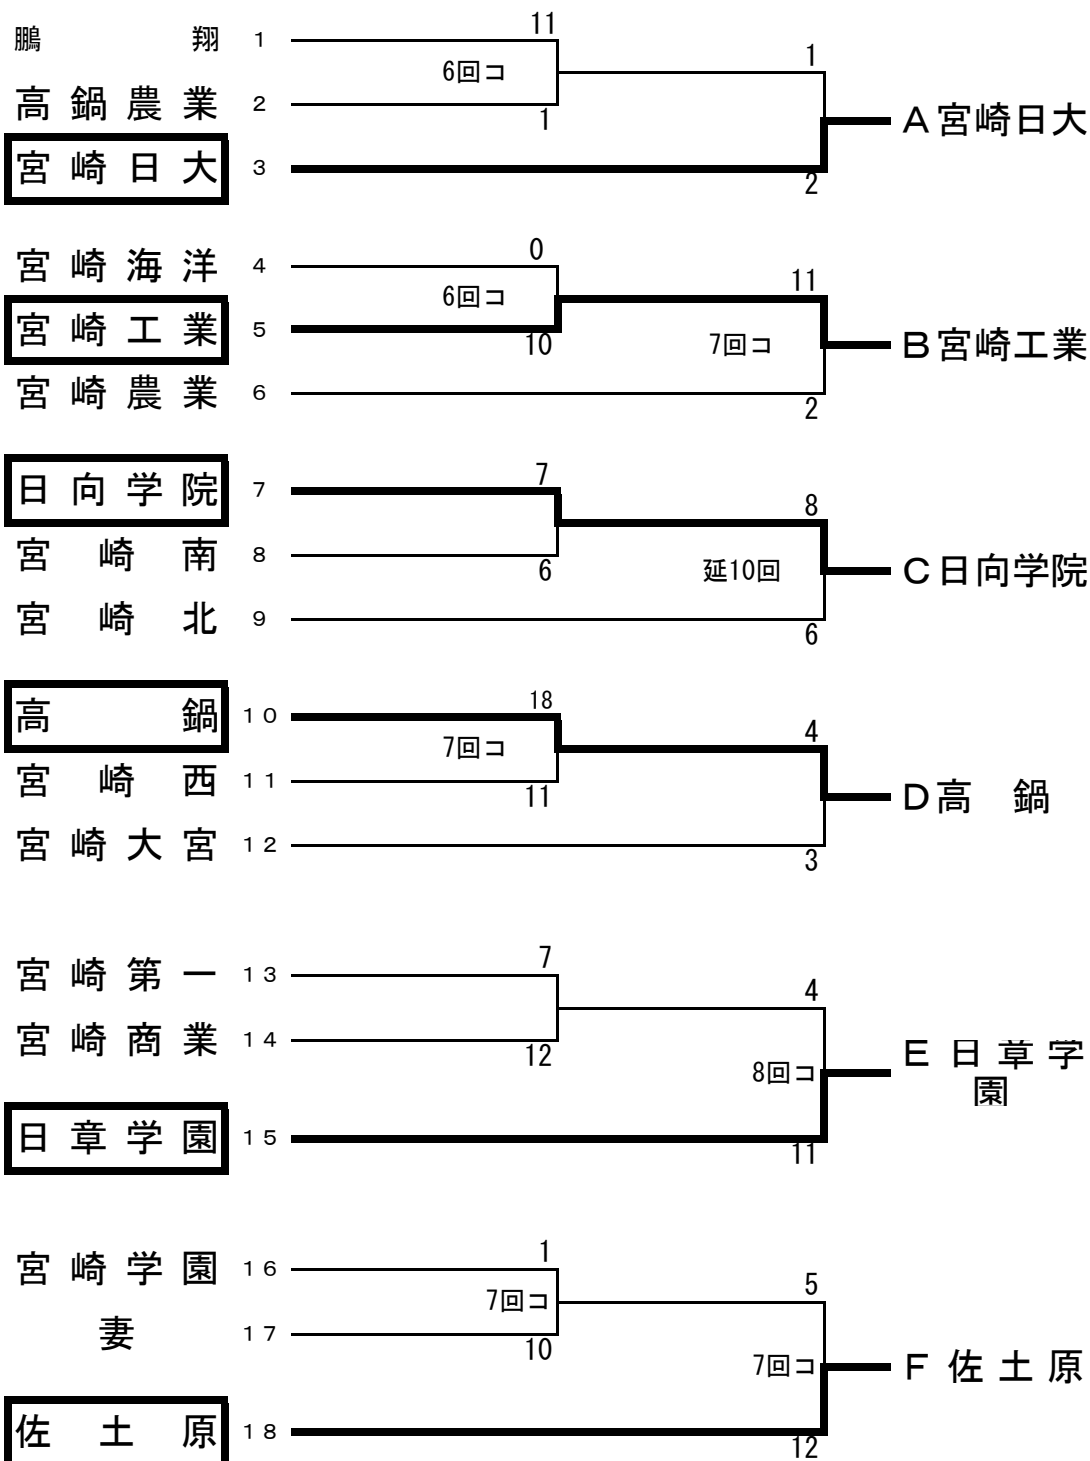 11
鵬翔 1
6回コ
1
高鍋農業 2
1
A宮崎日大
宮崎日大 3
2
0
宮崎海洋 4
6回コ
11
宮崎工業 5
10
7回コ
B宮崎工業
宮崎農業 6
2
7
日向学院 7
8
宮崎南 8
6
延10回
C日向学院
宮崎北 9
6
18
高鍋 10
7回コ
4
宮崎西 11
11
D高 鍋
宮崎大宮 12
3
7
宮崎第一 13
4
宮崎商業 14
12
8回コ
E 日章学
園
日章学園 15
11
1
宮崎学園 16
7回コ
5
妻 17
10
7回コ
F佐土原
佐土原 18
12